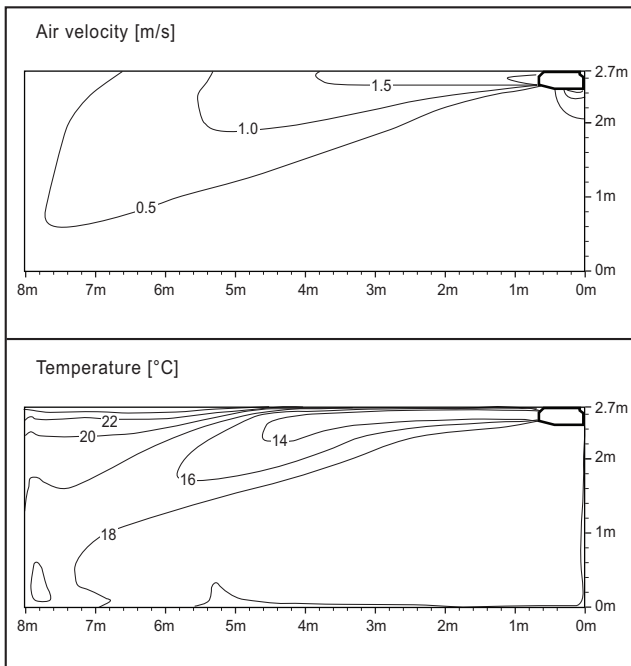 Air velocity [m/s]
2.7m
1.5
2m
1.0
1m
0.5
0m
8m 7m 6m 5m 4m 3m 2m 1m 0m
Temperature [°C]
2.7m
22
20
14
2m
16
18
1m
0m
8m 7m 6m 5m 4m 3m 2m 1m 0m